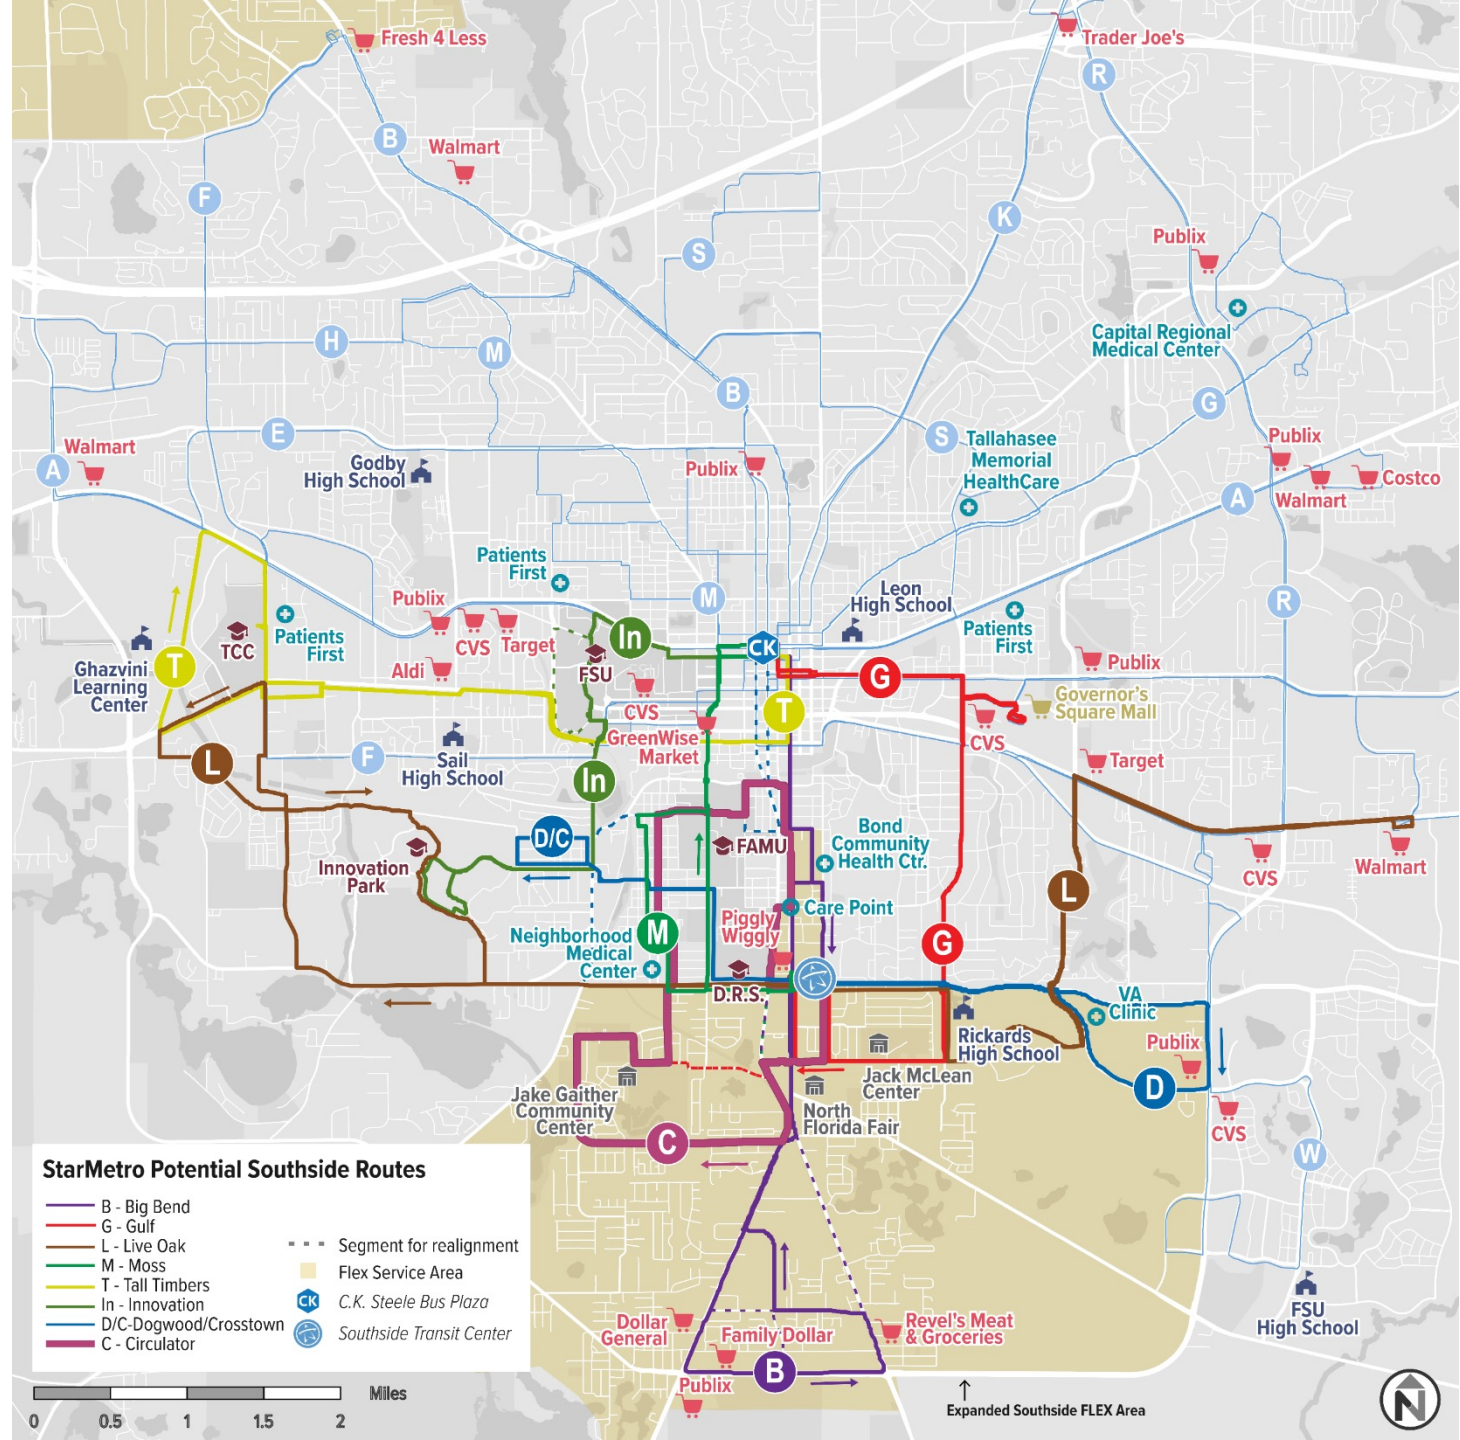 Fresh 4 Less
Trader Joe's
R
B
Walmart
F
K
S
Publix
Capital Regional
Medical Center
H
M
B
G
E
S
Tallahasee
Memorial
HealthCare
Walmart
A
Godby
High School
Publix
Publix
Walmart
Costco
A
Patients
First
Publix
CVS
Target
Aldi
M
Leon
High School
Patients
First
R
Ghazvini
Learning
Center
T
TCC
Patients
First
In
FSU
CK
G
Publix
Governor's
Square Mall
CVS
CVS
GreenWise
Market
T
L
F
Sail
High School
In
Target
D/C
Innovation
Park
FAMU
Bond
Community
Health Ctr.
CVS
Walmart
L
Care Point
Piggly
Wiggly
Neighborhood
Medical
Center
M
G
D.R.S.
Rickards
High School
VA
Clinic
Publix
D
CVS
Jake Gaither
Community
Center
Jack McLean
Center
North
Florida Fair
C
W
StarMetro Potential Southside Routes
B - Big Bend
G - Gulf
L - Live Oak
M - Moss
T - Tall Timbers
In - Innovation
D/C-Dogwood/Crosstown
C - Circulator
Segment for realignment
Flex Service Area
CK
C.K. Steele Bus Plaza
Southside Transit Center
Dollar
General
Family Dollar
Revel's Meat
& Groceries
B
Publix
FSU
High School
Expanded Southside FLEX Area
Miles
0 0.5 1 1.5 2
N